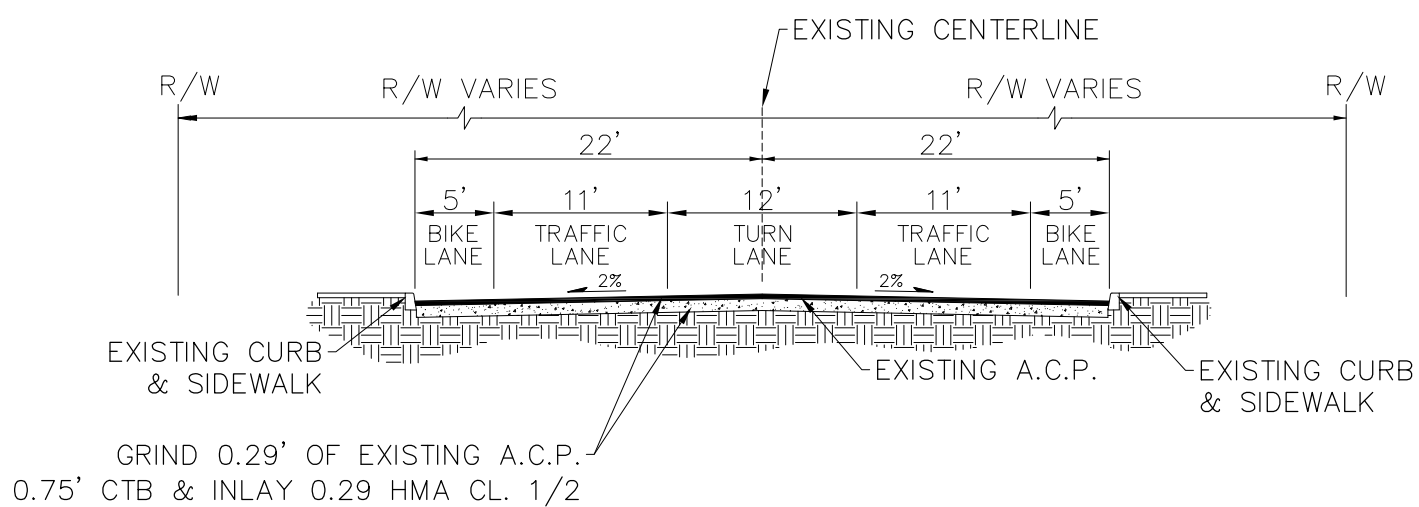 EXISTING CENTERLINE
R/W
R/W VARIES
R/W VARIES
R/W
22'
22'
5'
11'
12'
11'
5'
BIKE
LANE
TRAFFIC
LANE
TURN
LANE
TRAFFIC
LANE
BIKE
LANE
2%
2%
EXISTING CURB
& SIDEWALK
EXISTING A.C.P.
EXISTING CURB
& SIDEWALK
GRIND 0.29' OF EXISTING A.C.P.
0.75' CTB & INLAY 0.29 HMA CL. 1/2